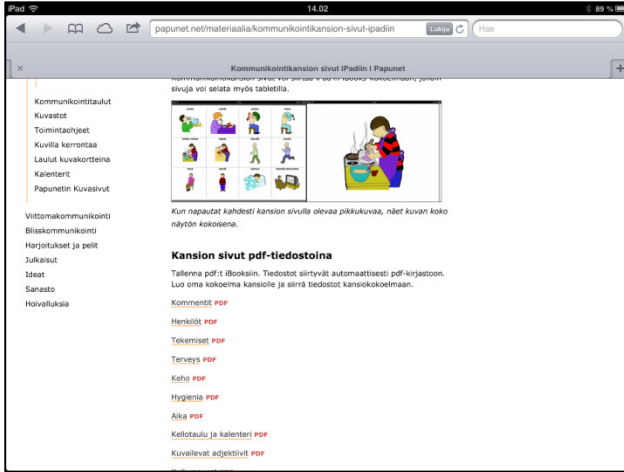 iPad 14.02 89 %
papunet.net/materiaalia/kommunikointikansion-sivut-ipadiin Lukija Hae
Kommunikointikansion sivut iPadiin | Papunet
sivuja voi selata myös tabletilla.
Kommunikointitaulut
Kuvastot
Toimintaohjeet
Kuvilla kerrontaa
Laulut kuvakortteina
Kalenterit
Papunetin Kuvasivut
Viittomakommunikointi
Blisskommunikointi
Harjoitukset ja pelit
Julkaisut
Ideat
Sanasto
Hoivalluksia
Kun napautat kahdesti kansion sivulla olevaa pikkukuvaa, näet kuvan koko
näytön kokoisena.
Kansion sivut pdf-tiedostoina
Tallenna pdf:t iBooksiin. Tiedostot siirtyvät automaattisesti pdf-kirjastoon.
Luo oma kokoelma kansiolle ja siirrä tiedostot kansiokokoelmaan.
Kommentit PDF
Henkilöt PDF
Tekemiset PDF
Terveys PDF
Keho PDF
Hygienia PDF
Aika PDF
Kellotaulu ja kalenteri PDF
Kuvailevat adjektiivit PDF